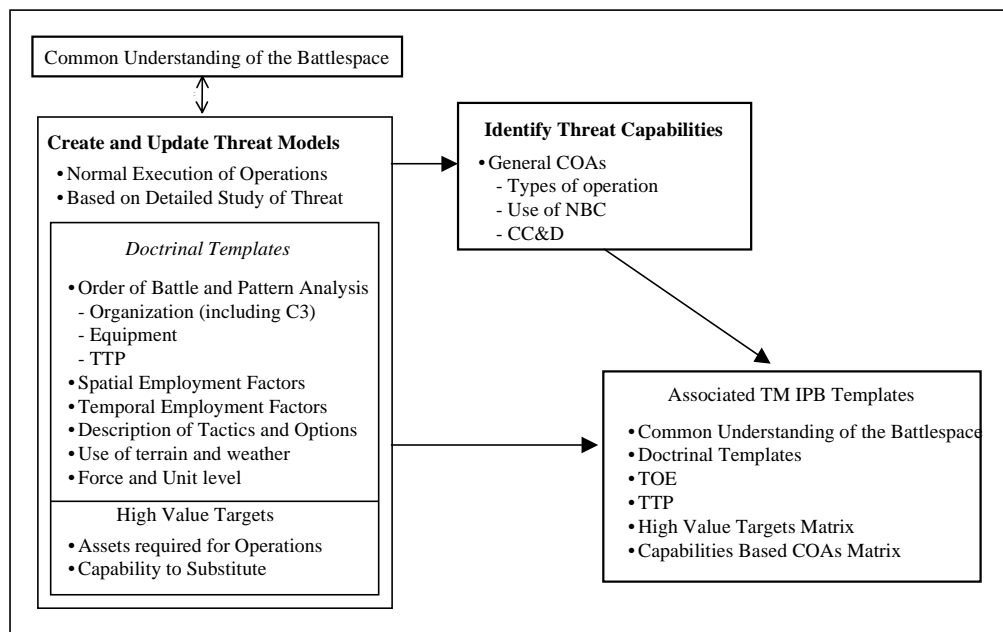 Common Understanding of the Battlespace
Create and Update Threat Models
• Normal Execution of Operations
• Based on Detailed Study of Threat
Doctrinal Templates
• Order of Battle and Pattern Analysis
- Organization (including C3)
- Equipment
- TTP
• Spatial Employment Factors
• Temporal Employment Factors
• Description of Tactics and Options
• Use of terrain and weather
• Force and Unit level
High Value Targets
• Assets required for Operations
• Capability to Substitute
Identify Threat Capabilities
• General COAs
- Types of operation
- Use of NBC
- CC&D
Associated TM IPB Templates
• Common Understanding of the Battlespace
• Doctrinal Templates
• TOE
• TTP
• High Value Targets Matrix
• Capabilities Based COAs Matrix